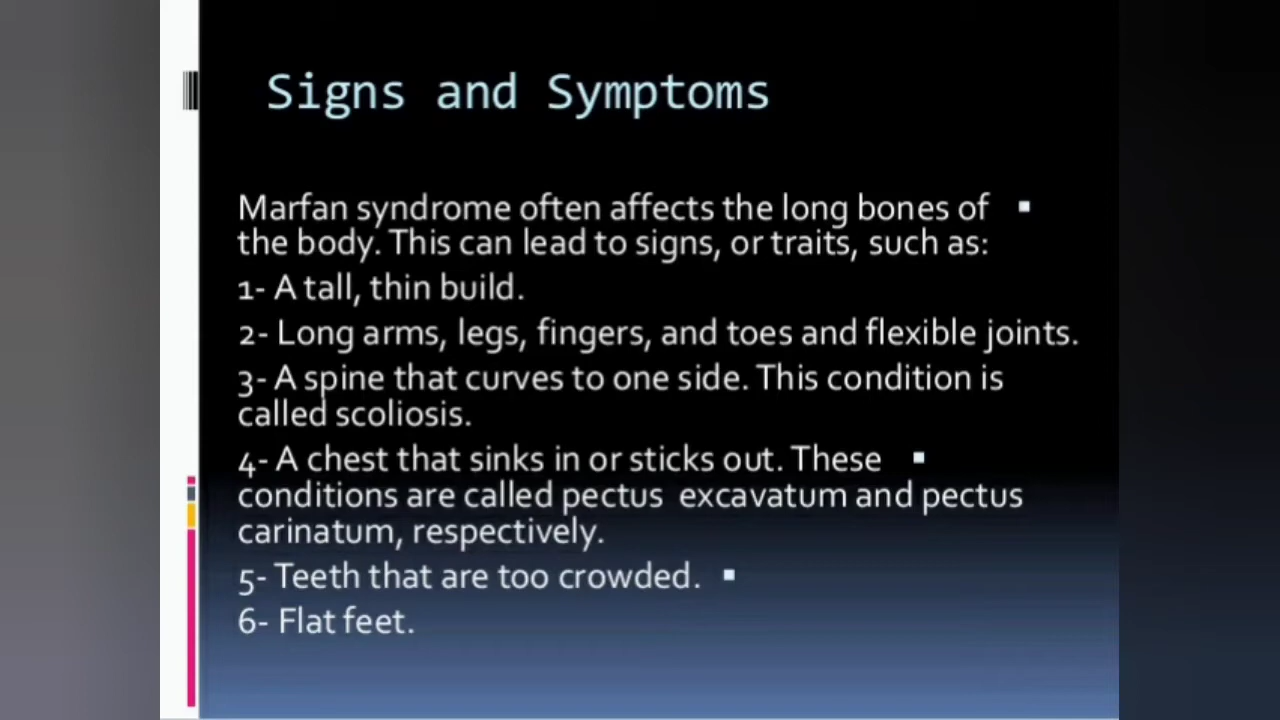 Signs and Symptoms
Marfan syndrome often affects the long bones of ▪
the body. This can lead to signs, or traits, such as:
1- A tall, thin build.
2- Long arms, legs, fingers, and toes and flexible joints.
3- A spine that curves to one side. This condition is
called scoliosis.
4- A chest that sinks in or sticks out. These ▪
conditions are called pectus excavatum and pectus
carinatum, respectively.
5- Teeth that are too crowded. ▪
6- Flat feet.